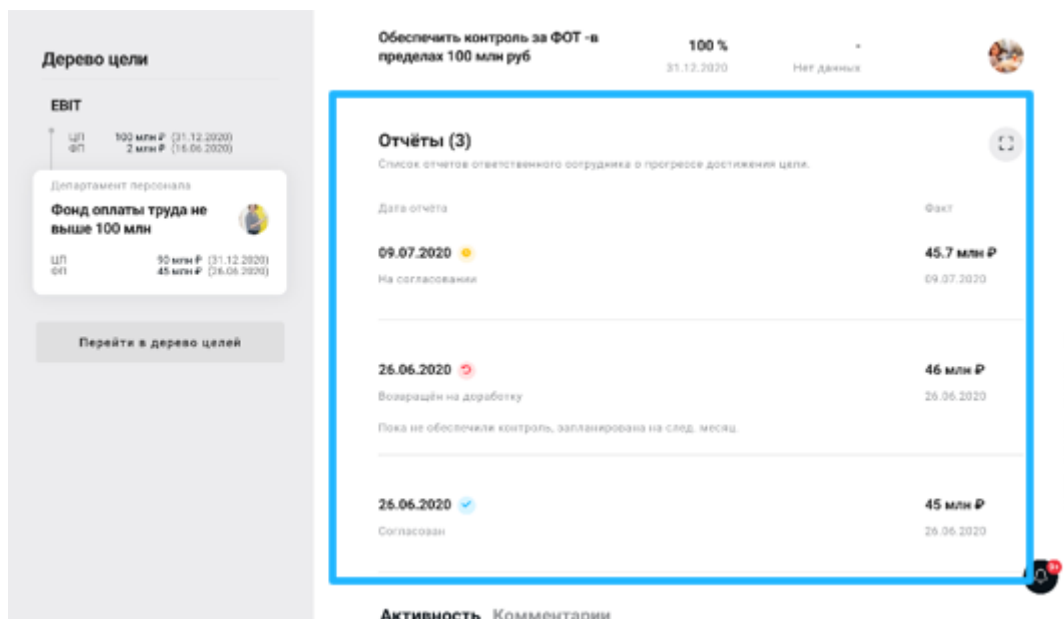 Дерево цели
EBIT
ЦП 100 млн ₽ (31.12.2020)
ФП 2 млн ₽ (16.06.2020)
Департамент персонала
Фонд оплаты труда не
выше 100 млн
ЦП 90 млн ₽ (31.12.2020)
ФП 45 млн ₽ (26.06.2020)
Перейти в дерево целей
Обеспечить контроль за ФОТ -в
пределах 100 млн руб
100 % -
31.12.2020 Нет данных
Отчёты (3)
Список отчетов ответственного сотрудника о прогрессе достижения цели.
Дата отчета Факт
09.07.2020 45.7 млн ₽
На согласовании 09.07.2020
26.06.2020 46 млн ₽
Возвращён на доработку 26.06.2020
Пока не обеспечили контроль, запланирована на след. месяц.
26.06.2020 45 млн ₽
Согласован 26.06.2020
9+
Активность Комментарии